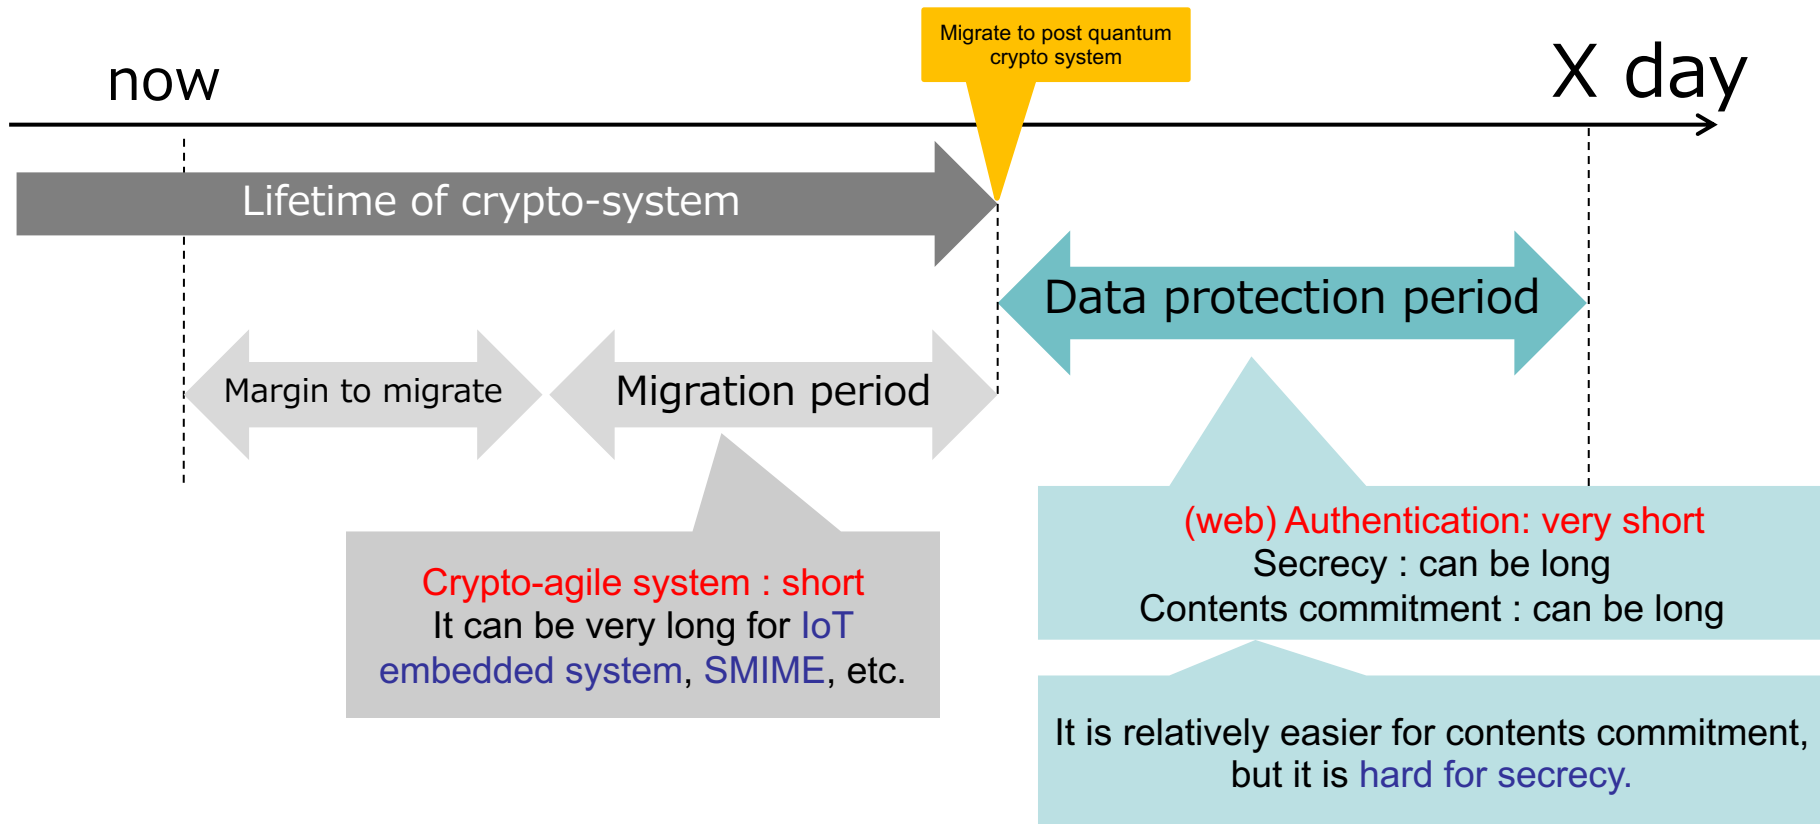 Migrate to post quantum
crypto system
now
X day
Lifetime of crypto-system
Data protection period
Margin to migrate
Migration period
(web) Authentication: very short
Secrecy : can be long
Contents commitment : can be long
Crypto-agile system : short
It can be very long for IoT
embedded system, SMIME, etc.
It is relatively easier for contents commitment,
but it is hard for secrecy.